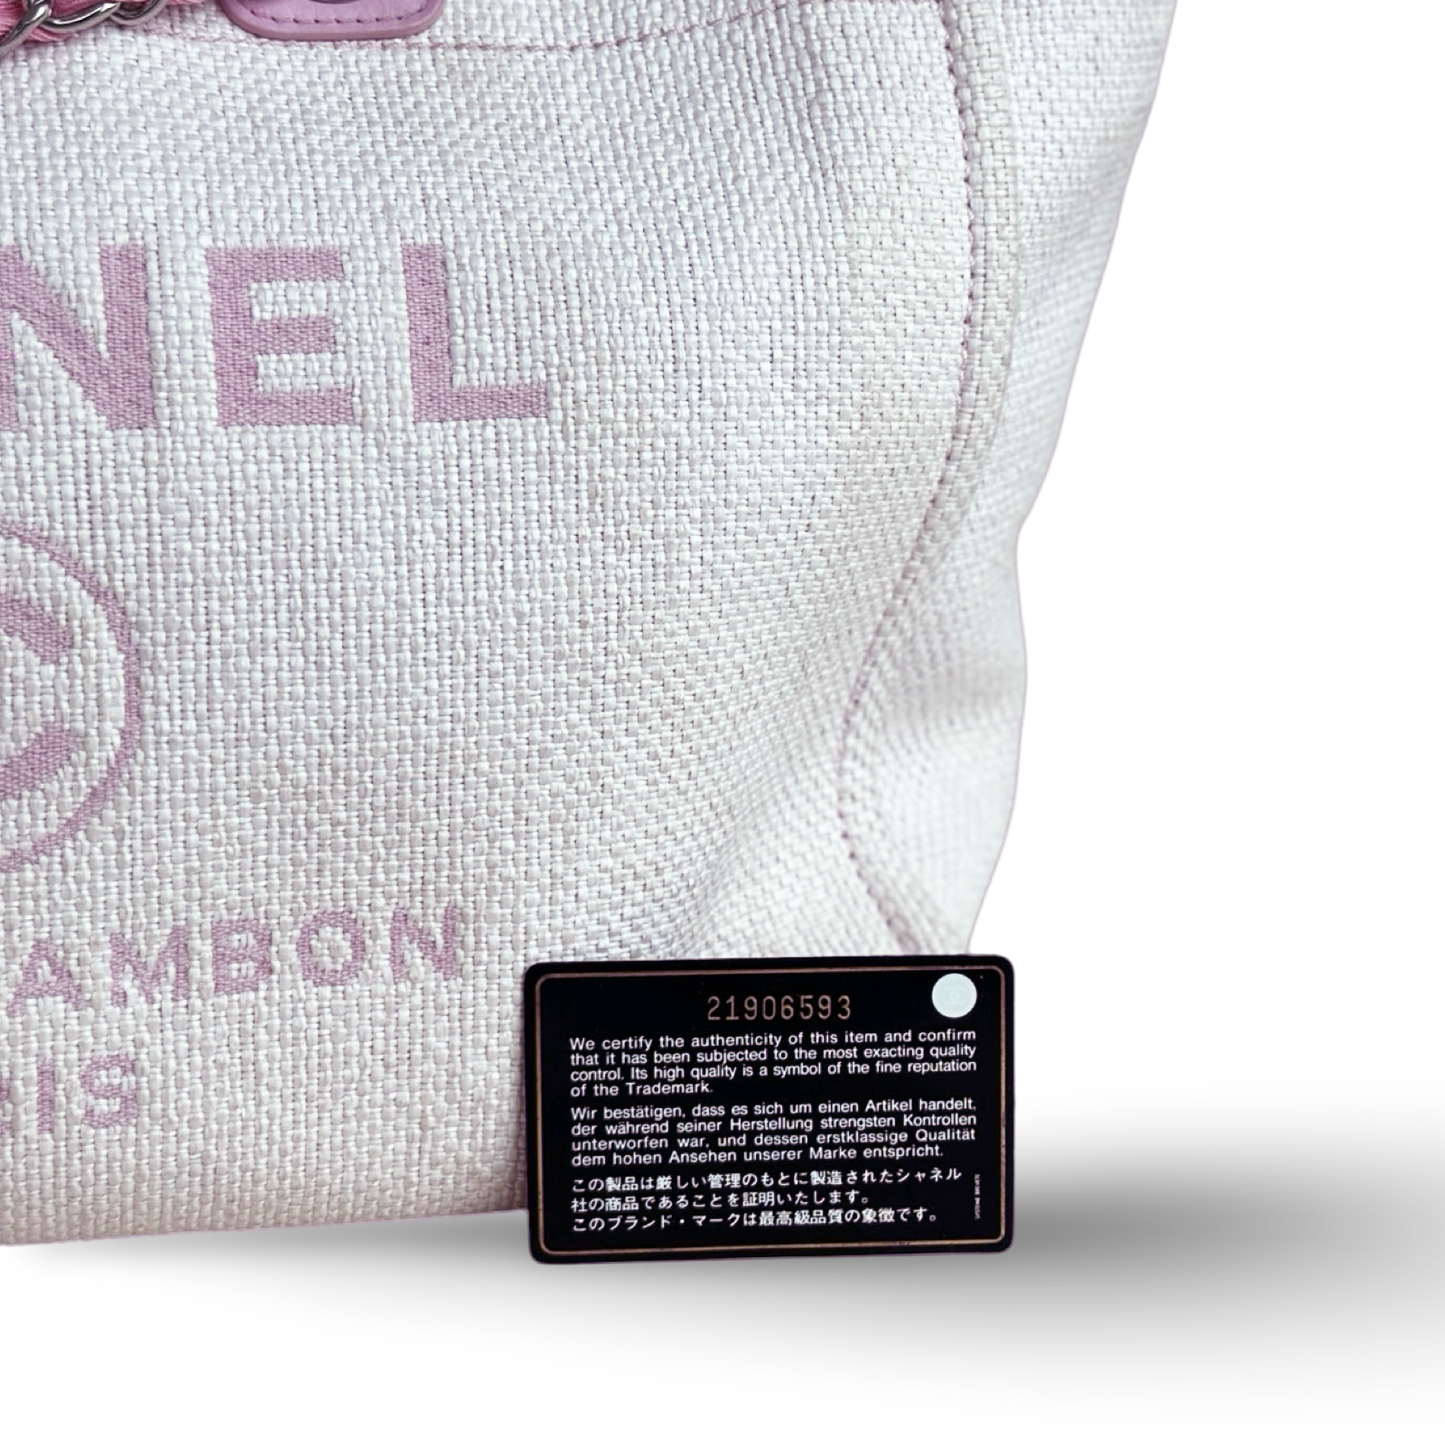 NEL
AMBON
IS
21906593
We certify the authenticity of this item and confirm
that it has been subjected to the most exacting quality
control. Its high quality is a symbol of the fine reputation
of the Trademark.
Wir bestätigen, dass es sich um einen Artikel handelt,
der während seiner Herstellung strengsten Kontrollen
unterworfen war, und dessen erstklassige Qualität
dem hohen Ansehen unserer Marke entspricht.
この製品は厳しい管理のもとに製造されたシャネル
社の商品であることを証明いたします。
このブランド・マークは最高級品質の象徴です。